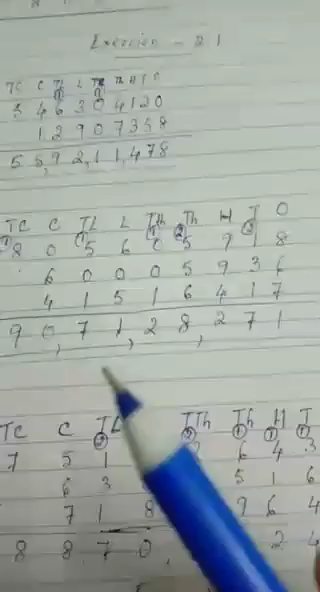 Exercise - 2.1
TC C TL L TTh Th H T O
3 4 6 3 0 4 1 2 0
1 2 9 0 7 3 5 8
5 5, 9 2, 1 1, 4 7 8
TC C TL L TTh Th H T O
8 0 5 6 0 5 9 1 8
6 0 0 0 5 9 3 6
4 1 5 1 6 4 1 7
9 0, 7 1, 2 8, 2 7 1
TC C TL TTh Th H T
7 5 1 6 4 3
6 3 5 1 6
7 1 8 9 6 4
8 8, 7 0, 2 4